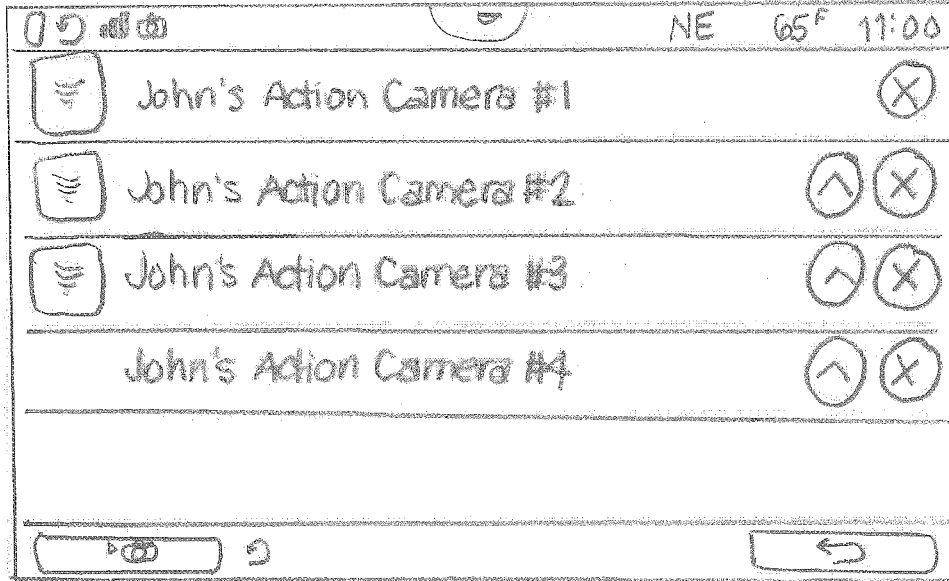 NE 65F 11:00
John's Action Camera #1
John's Action Camera #2
John's Action Camera #3
John's Action Camera #4